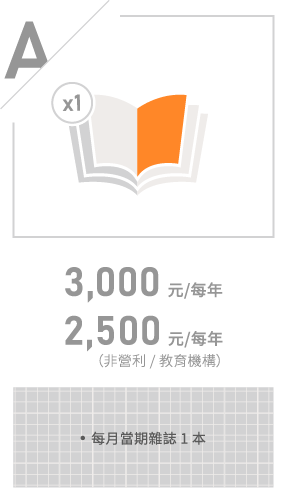 A
x1
3,000 元/每年
2,500 元/每年
（非營利 / 教育機構）
• 每月當期雜誌 1 本